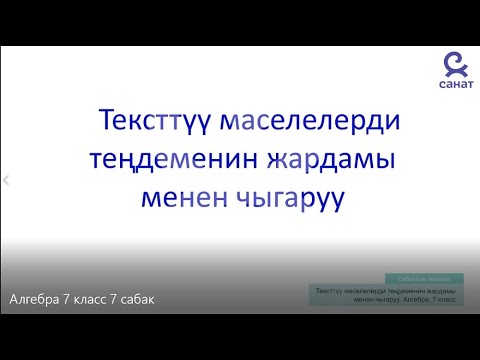 САНАТ
Тексттүү маселелерди
теңдеменин жардамы
менен чыгаруу
Сабактын темасы:
Тексттүү маселелерди теңдеменин жардамы
менен чыгаруу. Алгебра, 7-класс
Алгебра 7 класс 7 сабак